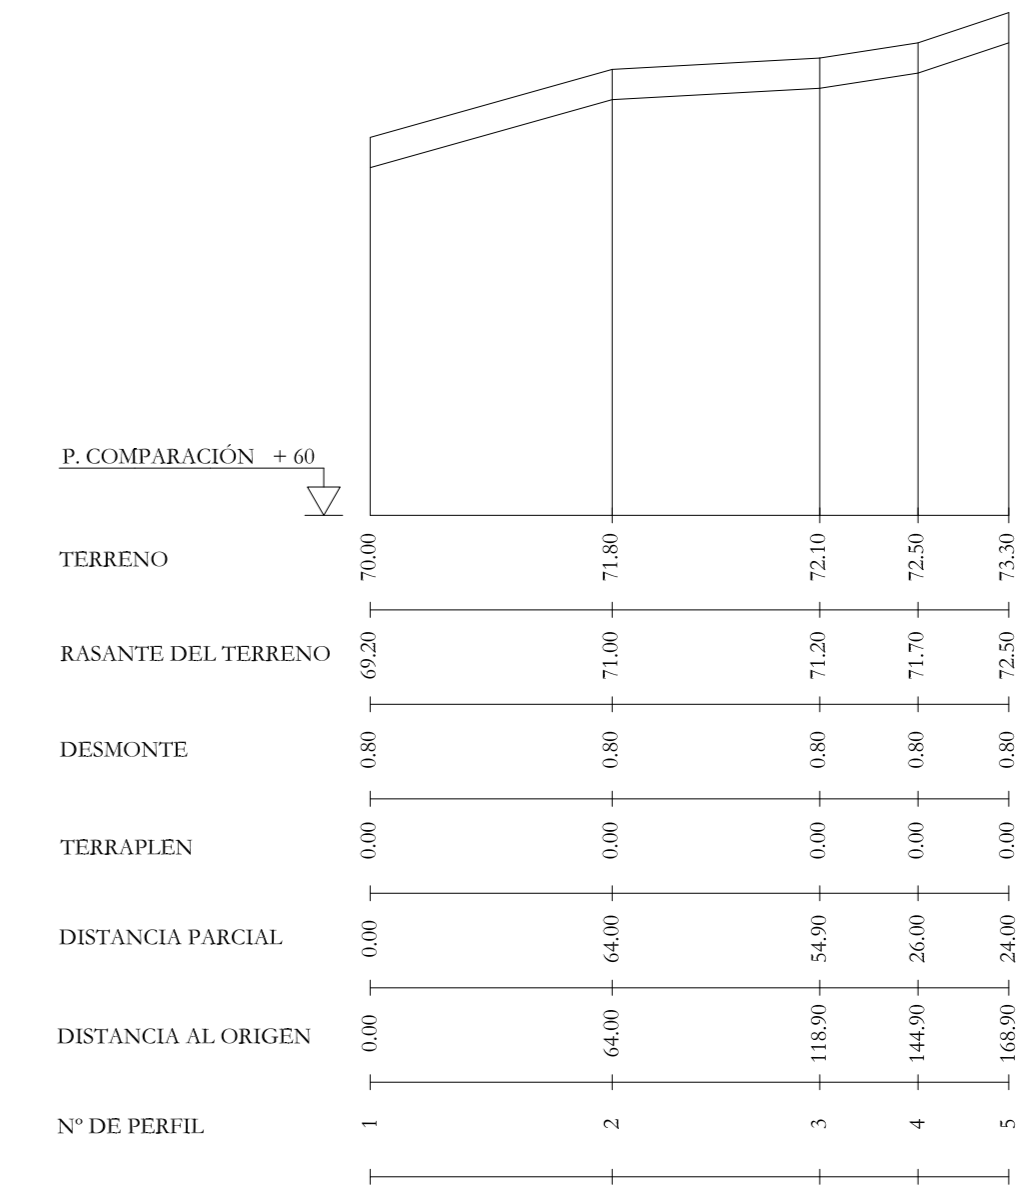 P. COMPARACIÓN + 60
TERRENO 70.00 71.80 72.10 72.50 73.30
RASANTE DEL TERRENO 69.20 71.00 71.20 71.70 72.50
DESMONTE 0.80 0.80 0.80 0.80 0.80
TERRAPLEN 0.00 0.00 0.00 0.00 0.00
DISTANCIA PARCIAL 0.00 64.00 54.90 26.00 24.00
DISTANCIA AL ORIGEN 0.00 64.00 118.90 144.90 168.90
Nº DE PERFIL 1 2 3 4 5